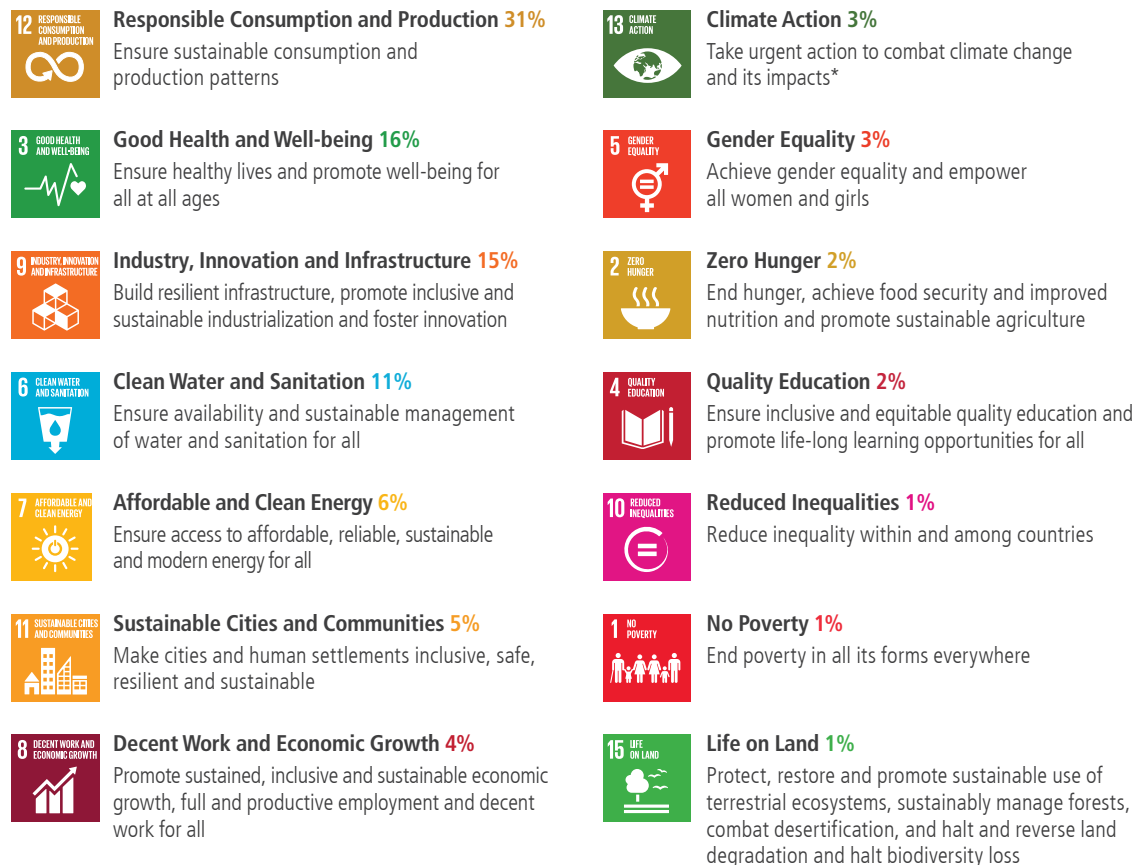 12 RESPONSIBLE
CONSUMPTION
AND PRODUCTION
Responsible Consumption and Production 31%
Ensure sustainable consumption and
production patterns
3 GOOD HEALTH
AND WELL-BEING
Good Health and Well-being 16%
Ensure healthy lives and promote well-being for
all at all ages
9 INDUSTRY, INNOVATION
AND INFRASTRUCTURE
Industry, Innovation and Infrastructure 15%
Build resilient infrastructure, promote inclusive and
sustainable industrialization and foster innovation
6 CLEAN WATER
AND SANITATION
Clean Water and Sanitation 11%
Ensure availability and sustainable management
of water and sanitation for all
7 AFFORDABLE AND
CLEAN ENERGY
Affordable and Clean Energy 6%
Ensure access to affordable, reliable, sustainable
and modern energy for all
11 SUSTAINABLE CITIES
AND COMMUNITIES
Sustainable Cities and Communities 5%
Make cities and human settlements inclusive, safe,
resilient and sustainable
8 DECENT WORK AND
ECONOMIC GROWTH
Decent Work and Economic Growth 4%
Promote sustained, inclusive and sustainable economic
growth, full and productive employment and decent
work for all
13 CLIMATE
ACTION
Climate Action 3%
Take urgent action to combat climate change
and its impacts*
5 GENDER
EQUALITY
Gender Equality 3%
Achieve gender equality and empower
all women and girls
2 ZERO
HUNGER
Zero Hunger 2%
End hunger, achieve food security and improved
nutrition and promote sustainable agriculture
4 QUALITY
EDUCATION
Quality Education 2%
Ensure inclusive and equitable quality education and
promote life-long learning opportunities for all
10 REDUCED
INEQUALITIES
Reduced Inequalities 1%
Reduce inequality within and among countries
1 NO
POVERTY
No Poverty 1%
End poverty in all its forms everywhere
15 LIFE
ON LAND
Life on Land 1%
Protect, restore and promote sustainable use of
terrestrial ecosystems, sustainably manage forests,
combat desertification, and halt and reverse land
degradation and halt biodiversity loss